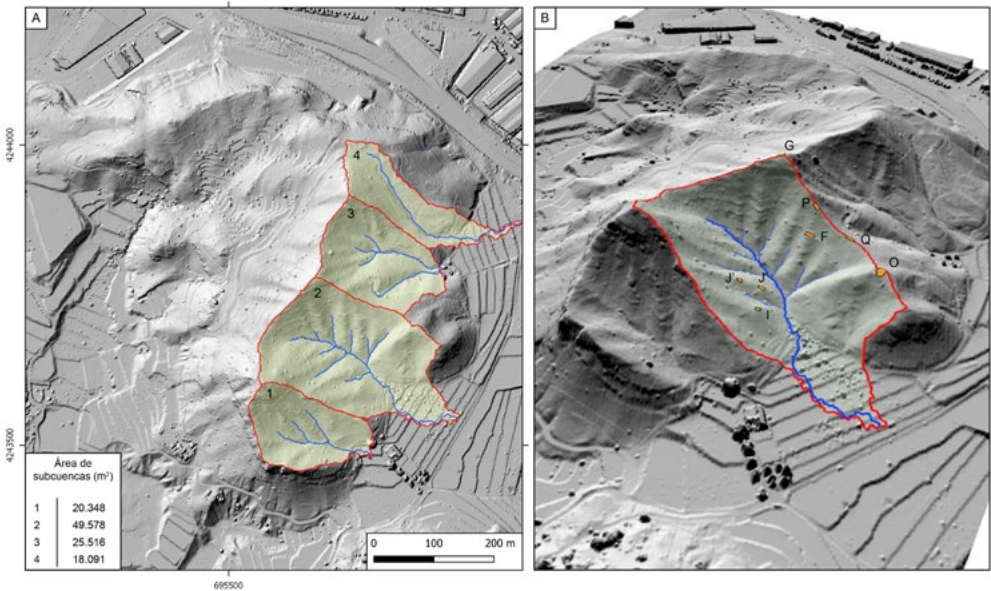 A
4244000
4243500
695500
4
3
2
1
Área de
subcuencas (m²)
1 20.348
2 49.578
3 25.516
4 18.091
0 100 200 m
B
G
P
F
Q
O
J'
J
I